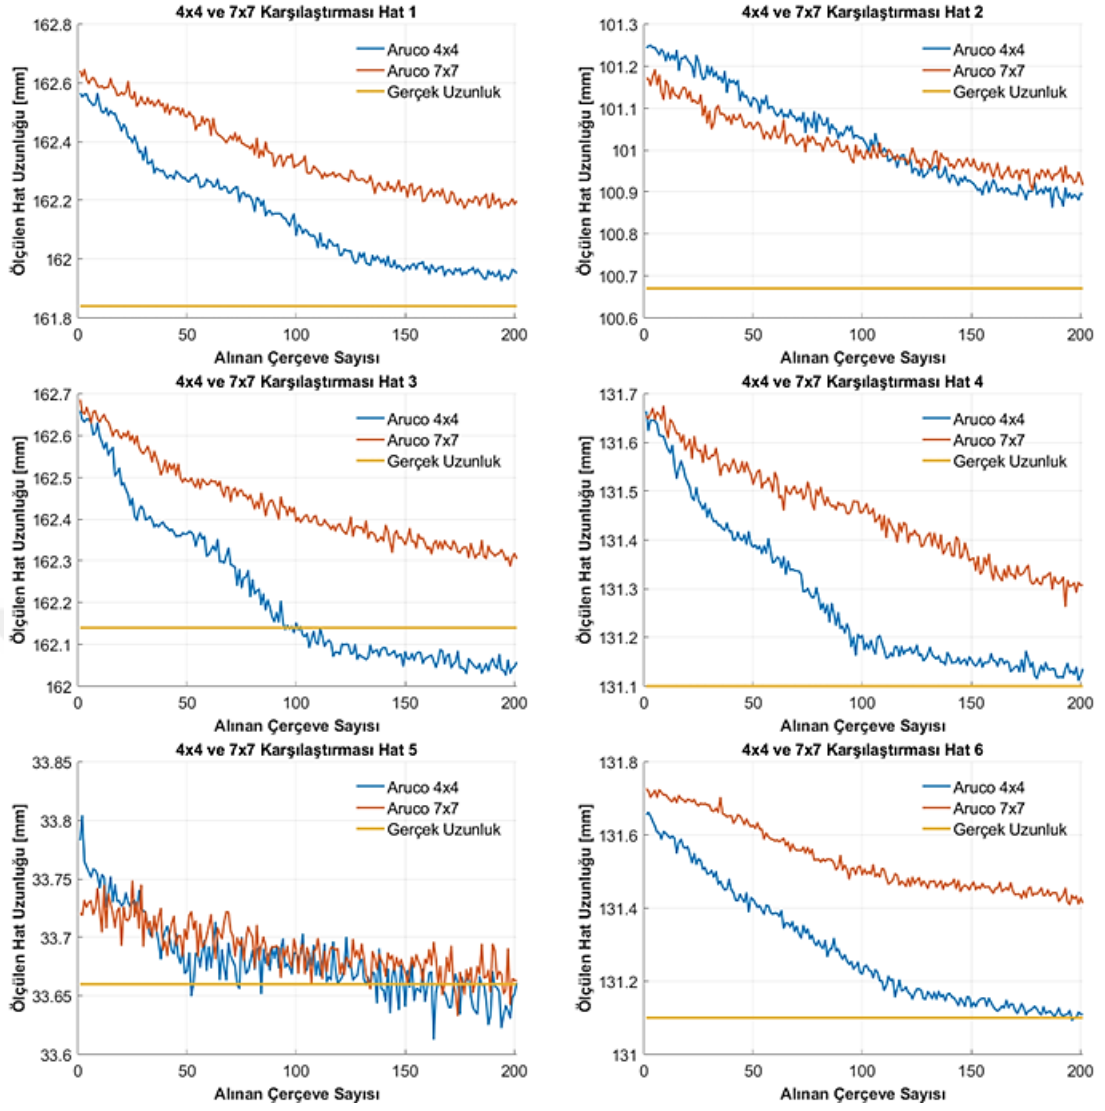 4x4 ve 7x7 Karşılaştırması Hat 1
Ölçülen Hat Uzunluğu [mm]
162.8
162.6
162.4
162.2
162
161.8
Aruco 4x4
Aruco 7x7
Gerçek Uzunluk
0 50 100 150 200
Alınan Çerçeve Sayısı
4x4 ve 7x7 Karşılaştırması Hat 2
Ölçülen Hat Uzunluğu [mm]
101.3
101.2
101.1
101
100.9
100.8
100.7
100.6
Aruco 4x4
Aruco 7x7
Gerçek Uzunluk
0 50 100 150 200
Alınan Çerçeve Sayısı
4x4 ve 7x7 Karşılaştırması Hat 3
Ölçülen Hat Uzunluğu [mm]
162.7
162.6
162.5
162.4
162.3
162.2
162.1
162
Aruco 4x4
Aruco 7x7
Gerçek Uzunluk
0 50 100 150 200
Alınan Çerçeve Sayısı
4x4 ve 7x7 Karşılaştırması Hat 4
Ölçülen Hat Uzunluğu [mm]
131.7
131.6
131.5
131.4
131.3
131.2
131.1
Aruco 4x4
Aruco 7x7
Gerçek Uzunluk
0 50 100 150 200
Alınan Çerçeve Sayısı
4x4 ve 7x7 Karşılaştırması Hat 5
Ölçülen Hat Uzunluğu [mm]
33.85
33.8
33.75
33.7
33.65
33.6
Aruco 4x4
Aruco 7x7
Gerçek Uzunluk
0 50 100 150 200
Alınan Çerçeve Sayısı
4x4 ve 7x7 Karşılaştırması Hat 6
Ölçülen Hat Uzunluğu [mm]
131.8
131.6
131.4
131.2
131
Aruco 4x4
Aruco 7x7
Gerçek Uzunluk
0 50 100 150 200
Alınan Çerçeve Sayısı